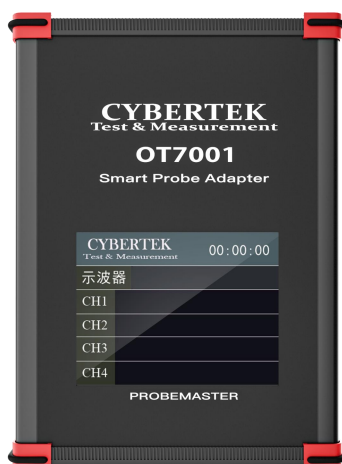 CYBERTEK
Test & Measurement
OT7001
Smart Probe Adapter
CYBERTEK
Test & Measurement
00:00:00
示波器
CH1
CH2
CH3
CH4
PROBEMASTER